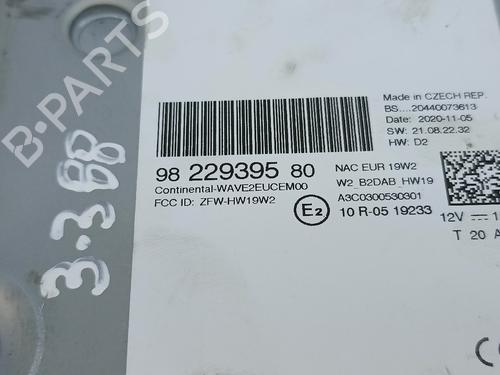 Made in CZECH REP.
BS....20440073613
Date: 2020-11-05
SW: 21.08.22.32
HW: D2
98 229395 80
Continental-WAVE2EUCEM00
FCC ID: ZFW-HW19W2
NAC EUR 19W2
W2_B2DAB_HW19
A3C0300530301
E2
10 R-05 19233
12V
T 20 A
3-388
B-PARTS